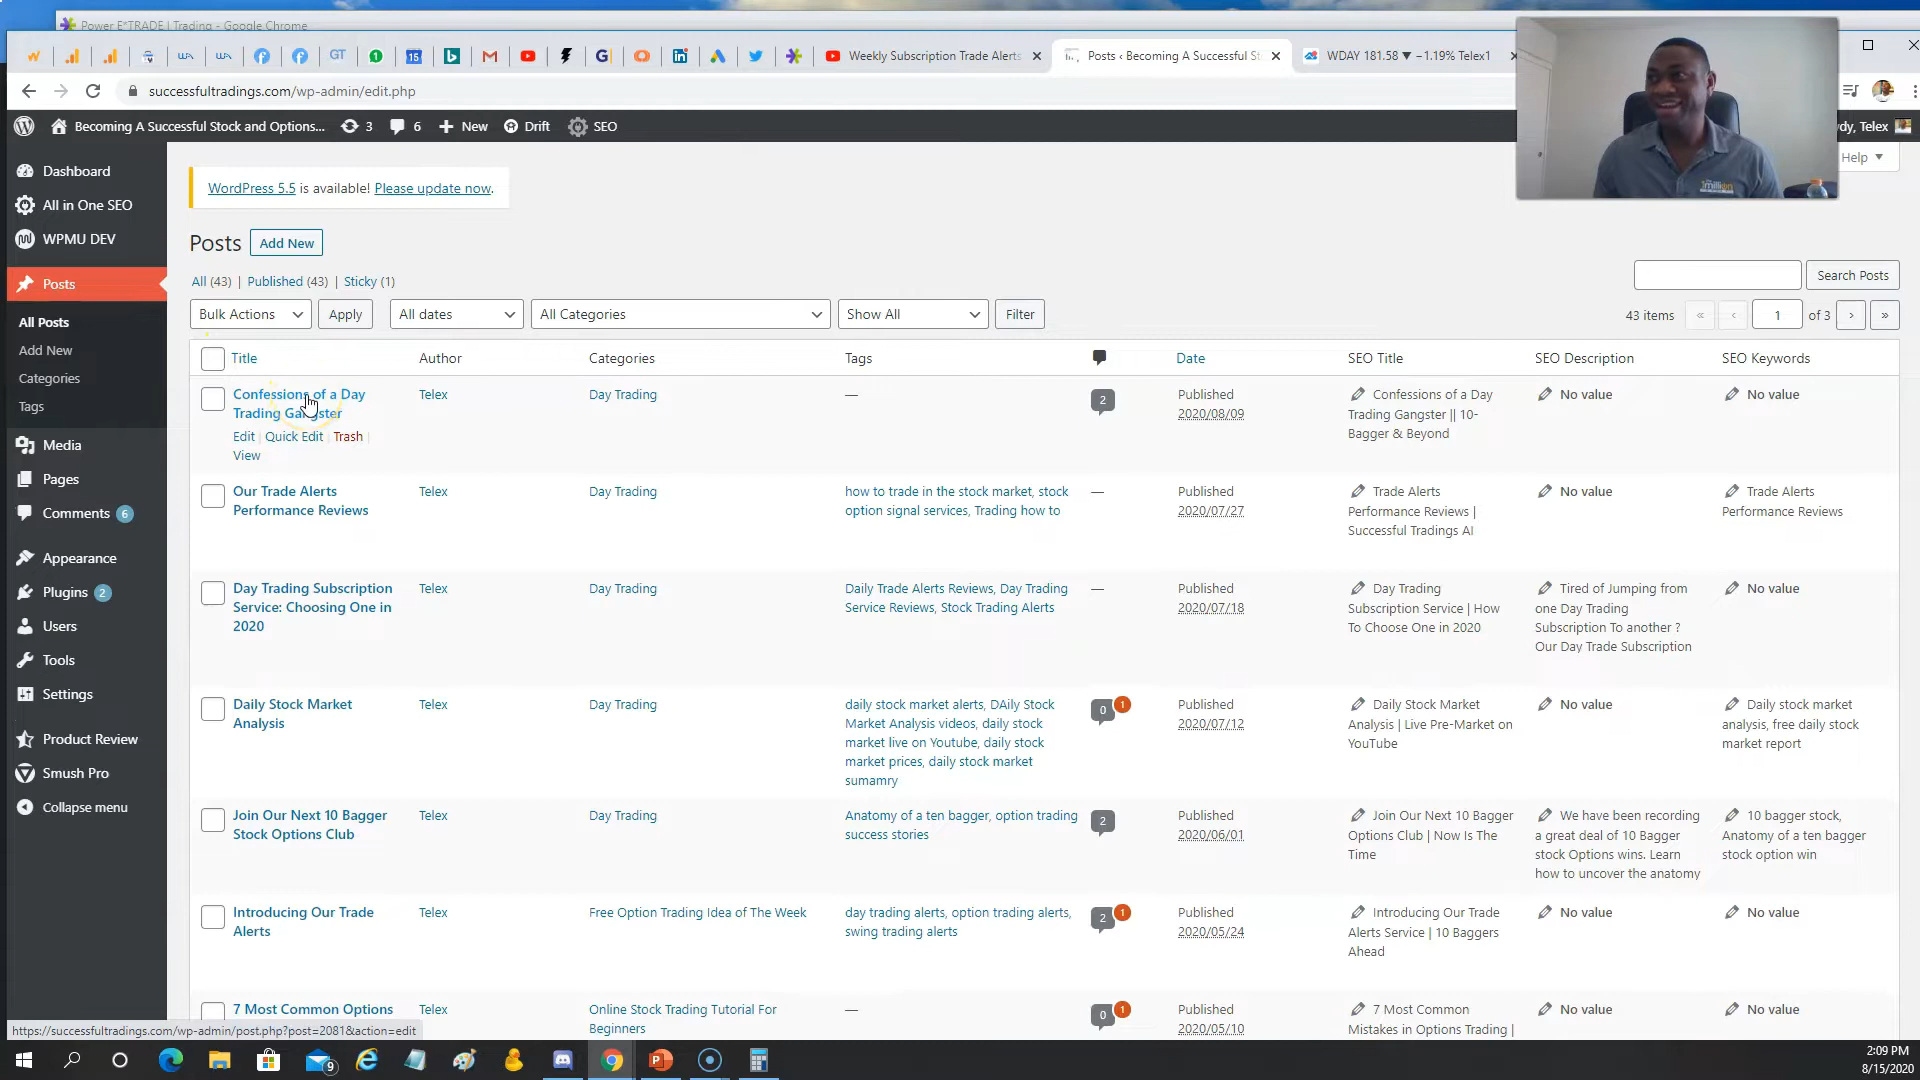 Power E*TRADE | Trading - Google Chrome
Weekly Subscription Trade Alerts
Posts ‹ Becoming A Successful St
WDAY 181.58 ▼ −1.19% Telex1
successfultradings.com/wp-admin/edit.php
Becoming A Successful Stock and Options... 3 6 + New Drift SEO
dy, Telex
Help ▼
Dashboard
All in One SEO
WPMU DEV
Posts
All Posts
Add New
Categories
Tags
Media
Pages
Comments 6
Appearance
Plugins 2
Users
Tools
Settings
Product Review
Smush Pro
Collapse menu
WordPress 5.5 is available! Please update now.
Posts Add New
All (43) | Published (43) | Sticky (1)
Search Posts
Bulk Actions Apply All dates All Categories Show All Filter
43 items « ‹ 1 of 3 › »
Title Author Categories Tags Date SEO Title SEO Description SEO Keywords
Confessions of a Day
Trading Gangster
Edit | Quick Edit | Trash |
View
Telex
Day Trading
—
2
Published
2020/08/09
Confessions of a Day
Trading Gangster || 10-
Bagger & Beyond
No value
No value
Our Trade Alerts
Performance Reviews
Telex
Day Trading
how to trade in the stock market, stock
option signal services, Trading how to
—
Published
2020/07/27
Trade Alerts
Performance Reviews |
Successful Tradings AI
No value
Trade Alerts
Performance Reviews
Day Trading Subscription
Service: Choosing One in
2020
Telex
Day Trading
Daily Trade Alerts Reviews, Day Trading
Service Reviews, Stock Trading Alerts
—
Published
2020/07/18
Day Trading
Subscription Service | How
To Choose One in 2020
Tired of Jumping from
one Day Trading
Subscription To another ?
Our Day Trade Subscription
No value
Daily Stock Market
Analysis
Telex
Day Trading
daily stock market alerts, DAily Stock
Market Analysis videos, daily stock
market live on Youtube, daily stock
market prices, daily stock market
sumamry
0 1
Published
2020/07/12
Daily Stock Market
Analysis | Live Pre-Market on
YouTube
No value
Daily stock market
analysis, free daily stock
market report
Join Our Next 10 Bagger
Stock Options Club
Telex
Day Trading
Anatomy of a ten bagger, option trading
success stories
2
Published
2020/06/01
Join Our Next 10 Bagger
Options Club | Now Is The
Time
We have been recording
a great deal of 10 Bagger
stock Options wins. Learn
how to uncover the anatomy
10 bagger stock,
Anatomy of a ten bagger
stock option win
Introducing Our Trade
Alerts
Telex
Free Option Trading Idea of The Week
day trading alerts, option trading alerts,
swing trading alerts
2 1
Published
2020/05/24
Introducing Our Trade
Alerts Service | 10 Baggers
Ahead
No value
No value
7 Most Common Options
Telex
Online Stock Trading Tutorial For
Beginners
—
0 1
Published
2020/05/10
7 Most Common
Mistakes in Options Trading |
No value
No value
https://successfultradings.com/wp-admin/post.php?post=2081&action=edit
2:09 PM
8/15/2020